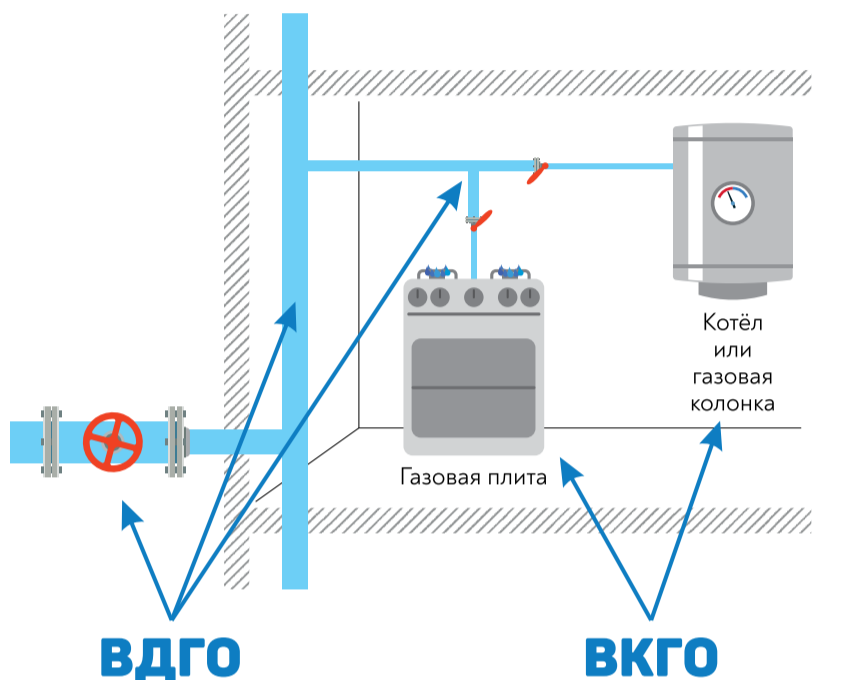 Котёл
или
газовая
колонка
Газовая плита
ВДГО
ВКГО